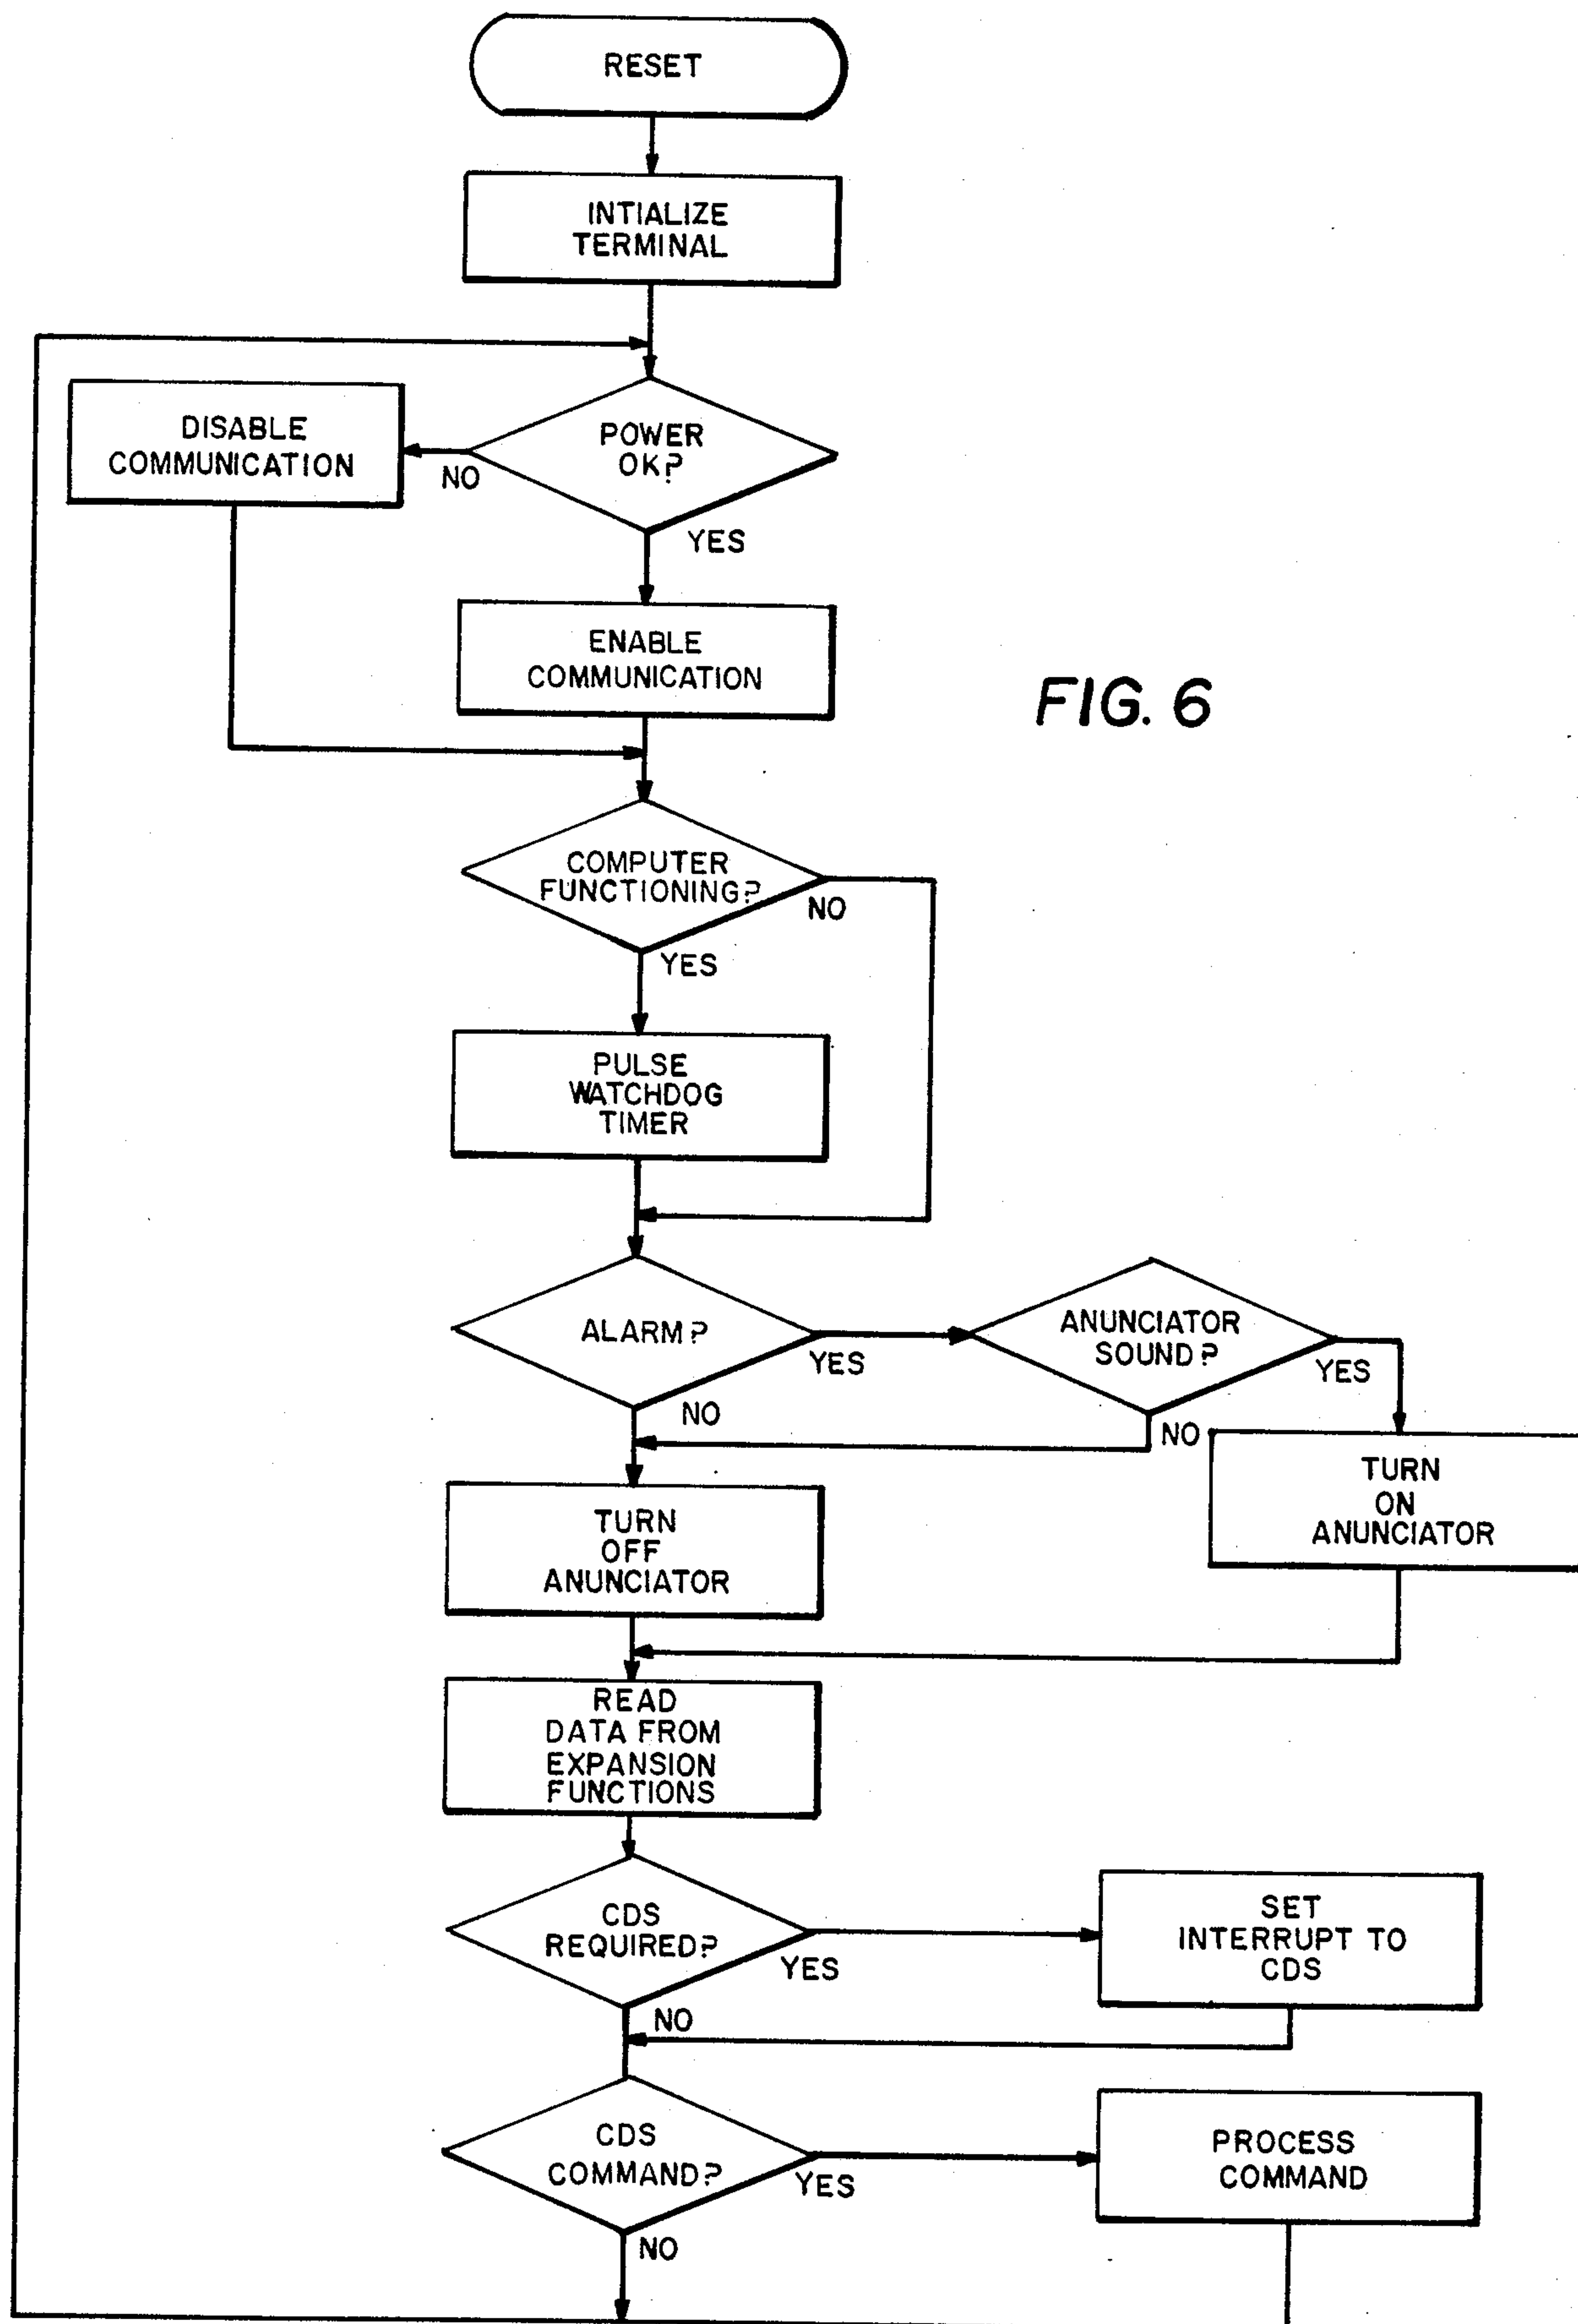 RESET
INTIALIZE
TERMINAL
DISABLE
COMMUNICATION
POWER
OK?
NO
YES
ENABLE
COMMUNICATION
FIG. 6
COMPUTER
FUNCTIONING?
NO
YES
PULSE
WATCHDOG
TIMER
ALARM?
YES
NO
ANUNCIATOR
SOUND?
YES
NO
TURN
ON
ANUNCIATOR
TURN
OFF
ANUNCIATOR
READ
DATA FROM
EXPANSION
FUNCTIONS
CDS
REQUIRED?
YES
NO
SET
INTERRUPT TO
CDS
CDS
COMMAND?
YES
NO
PROCESS
COMMAND